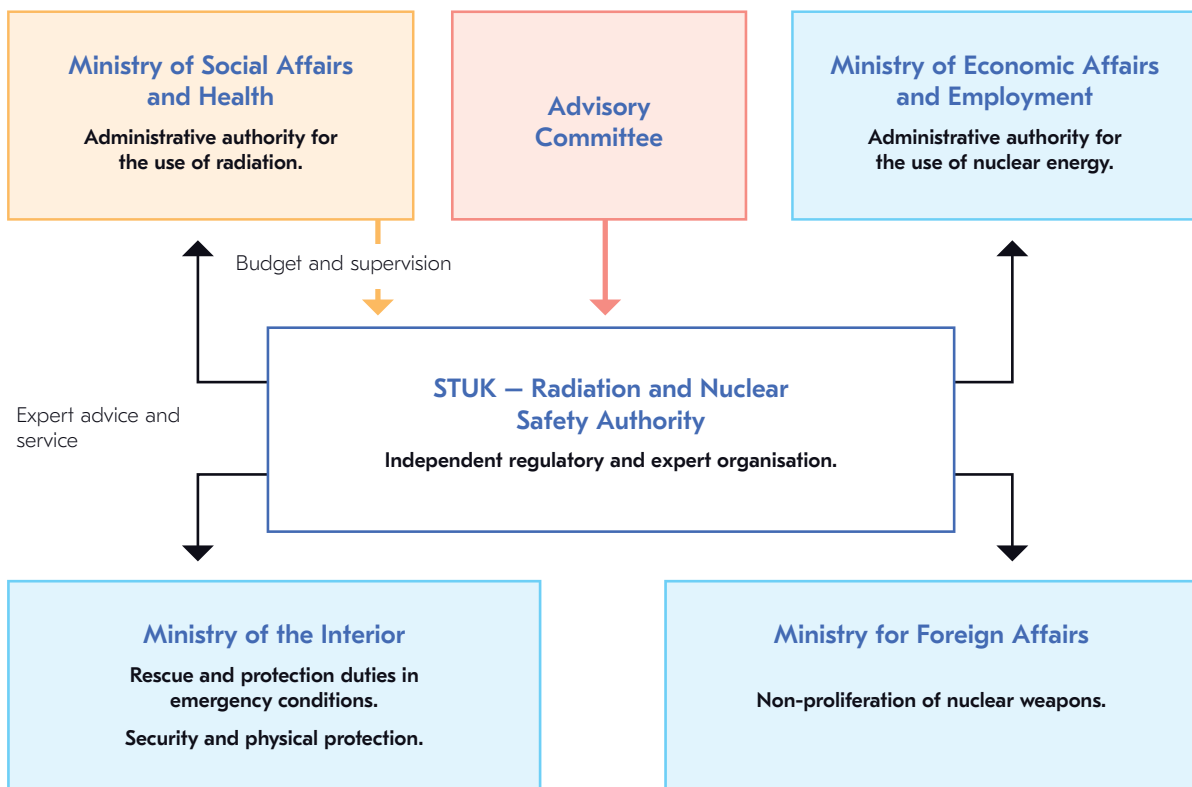 Ministry of Social Affairs
and Health
Administrative authority for
the use of radiation.
Advisory
Committee
Ministry of Economic Affairs
and Employment
Administrative authority for
the use of nuclear energy.
Budget and supervision
STUK – Radiation and Nuclear
Safety Authority
Independent regulatory and expert organisation.
Expert advice and
service
Ministry of the Interior
Rescue and protection duties in
emergency conditions.
Security and physical protection.
Ministry for Foreign Affairs
Non-proliferation of nuclear weapons.